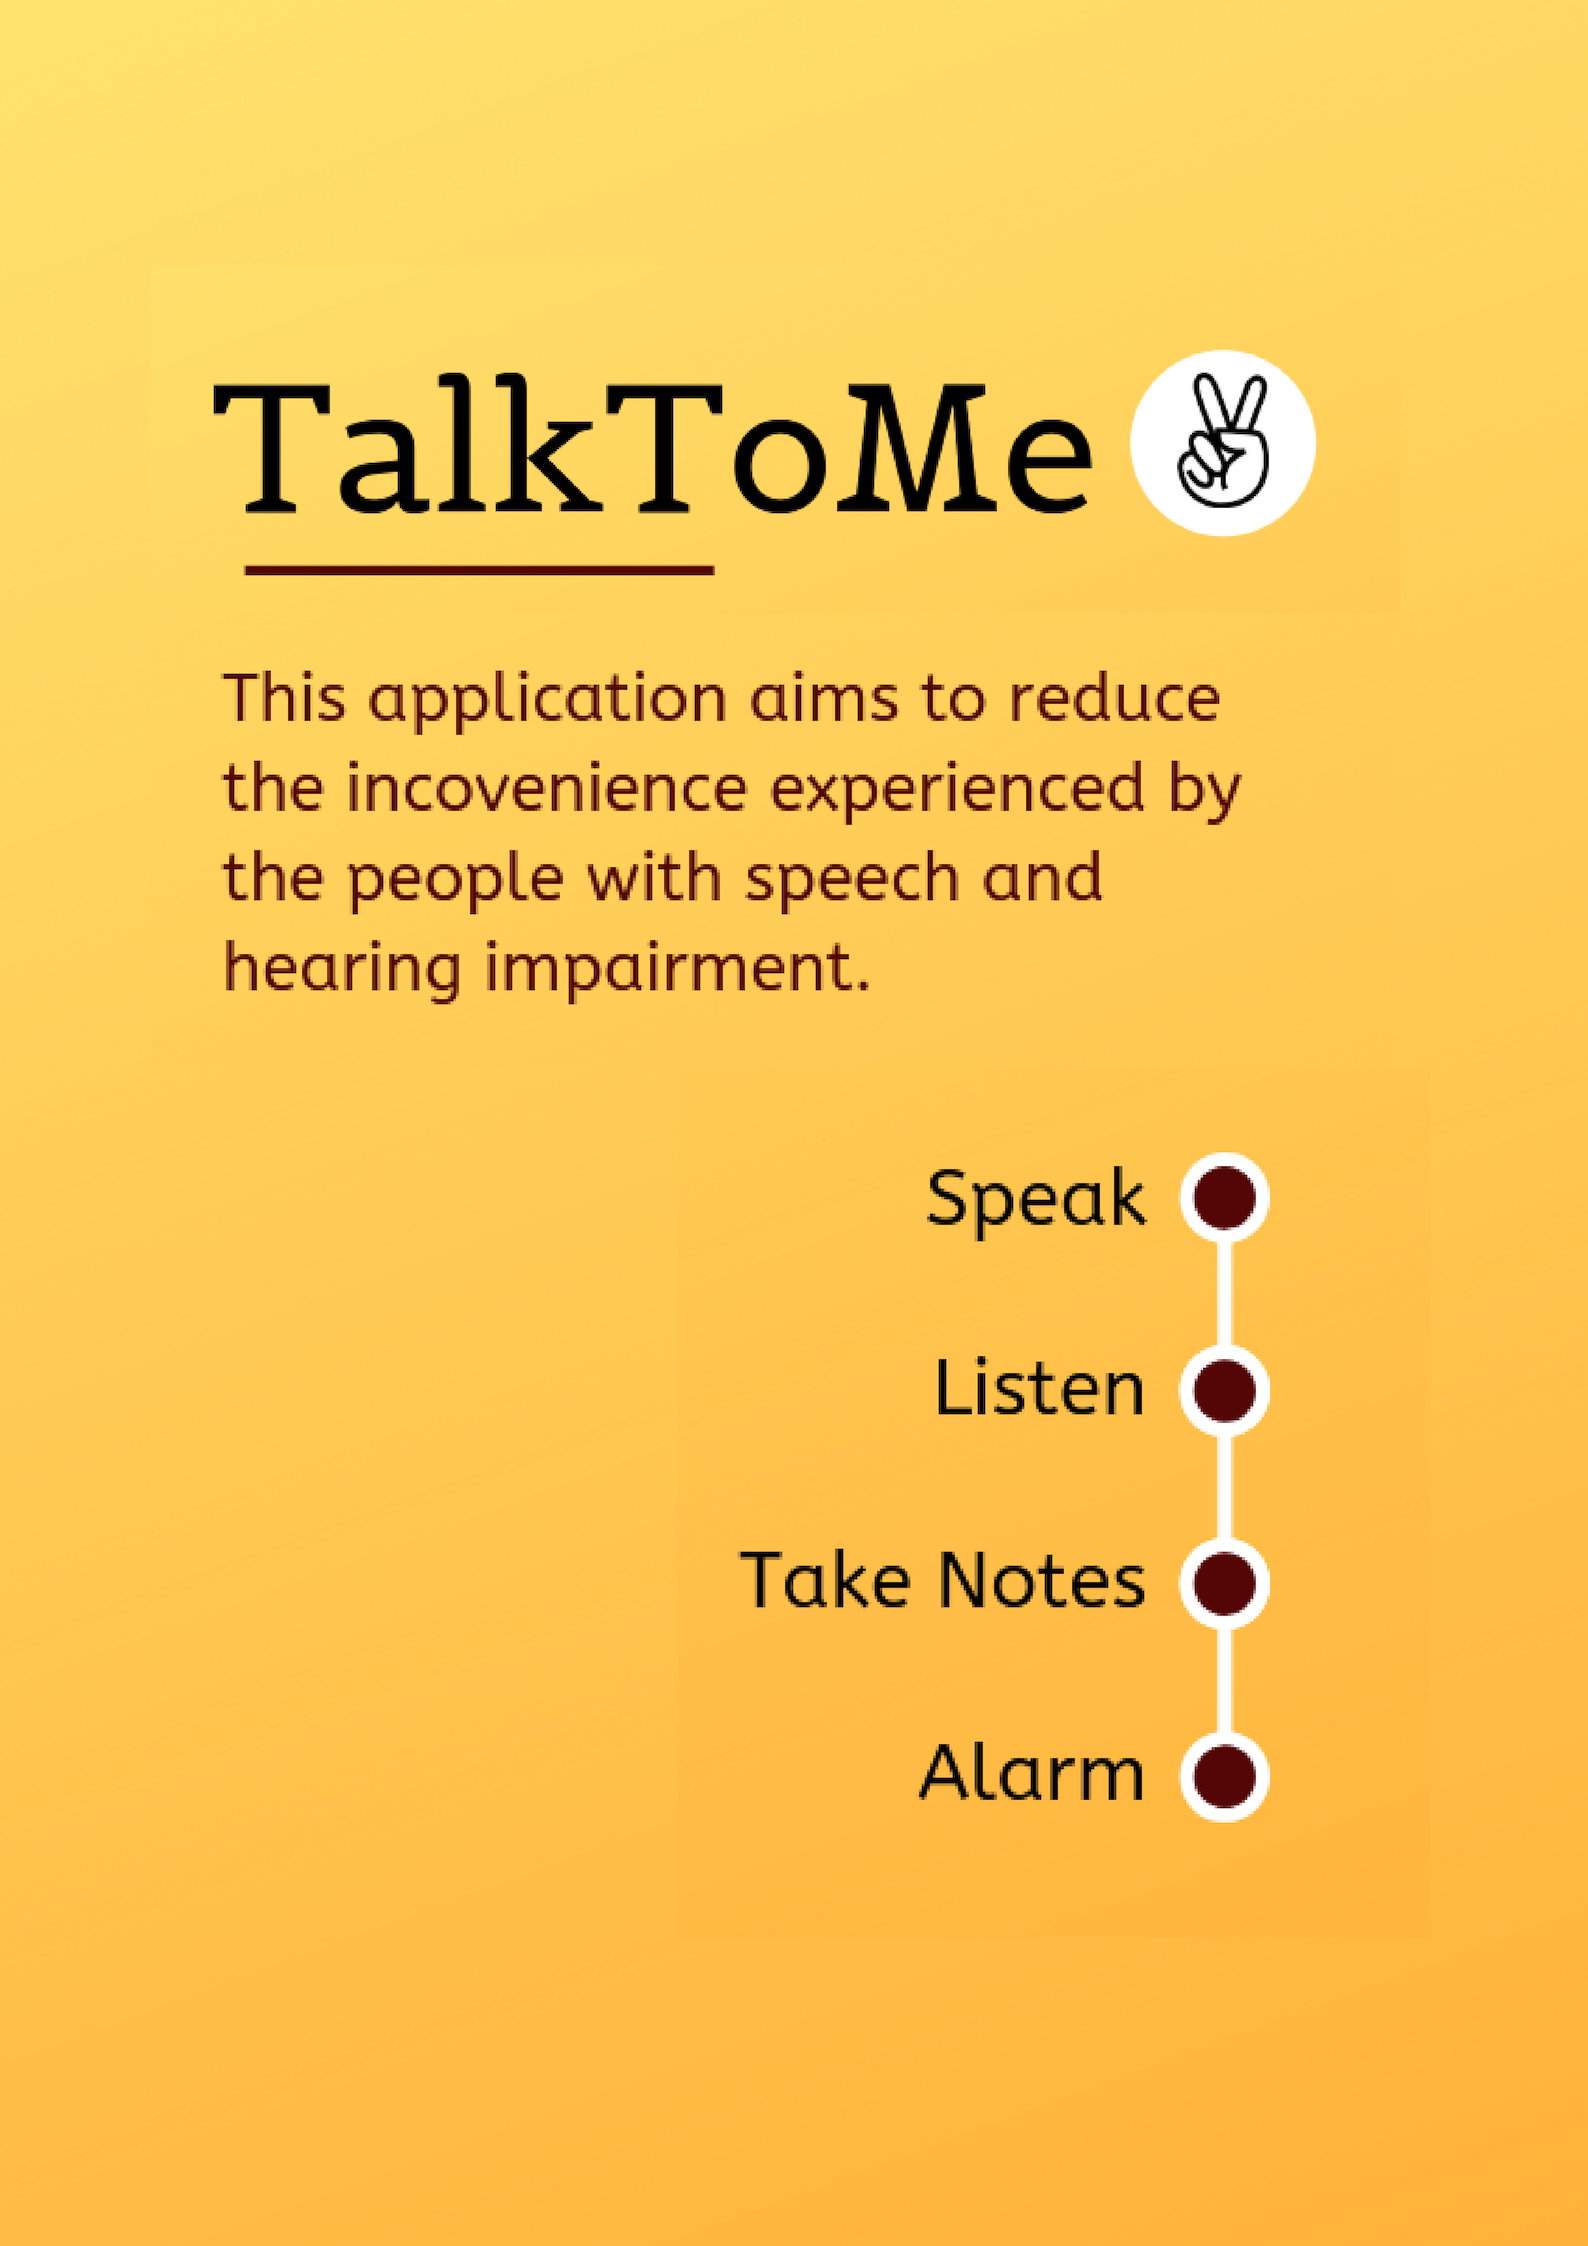 TalkToMe
This application aims to reduce
the incovenience experienced by
the people with speech and
hearing impairment.
Speak
Listen
Take Notes
Alarm